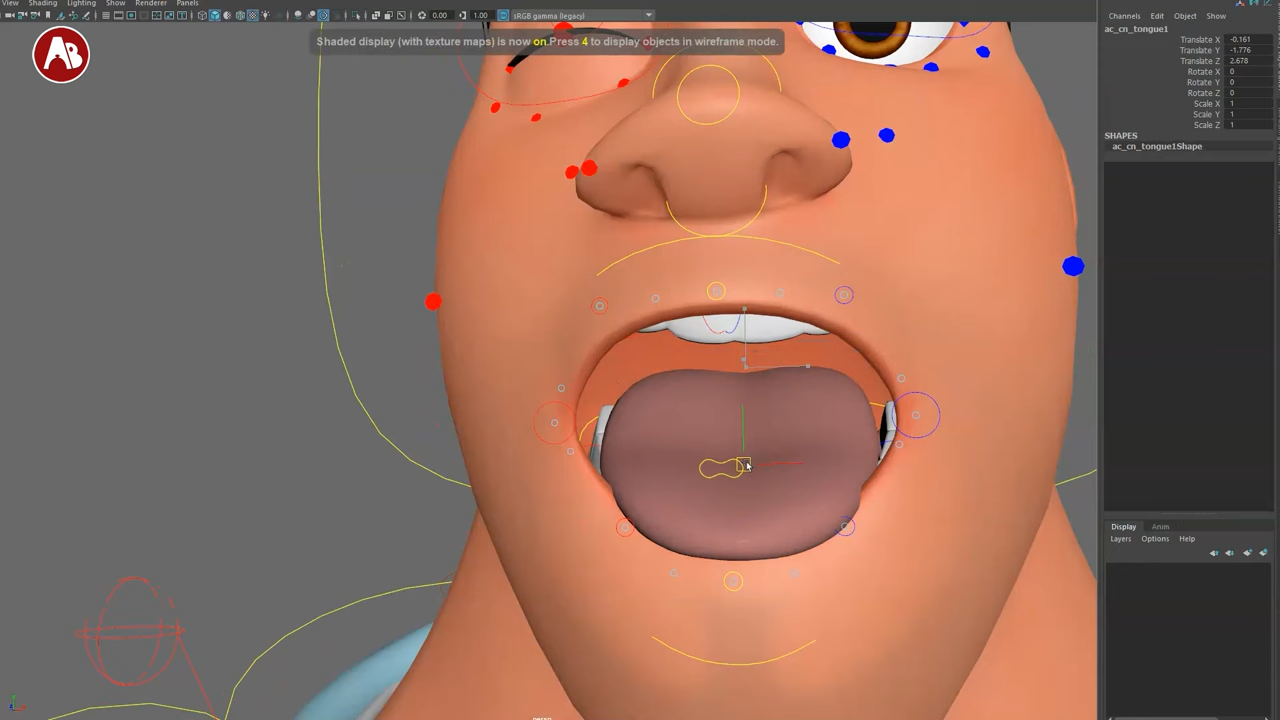 View Shading Lighting Show Renderer Panels
0.00 1.00 sRGB gamma (legacy)
Shaded display (with texture maps) is now on.Press 4 to display objects in wireframe mode.
AB
Channels Edit Object Show
ac_cn_tongue1
Translate X -0.161
Translate Y -1.776
Translate Z 2.678
Rotate X 0
Rotate Y 0
Rotate Z 0
Scale X 1
Scale Y 1
Scale Z 1
SHAPES
ac_cn_tongue1Shape
Display Anim
Layers Options Help